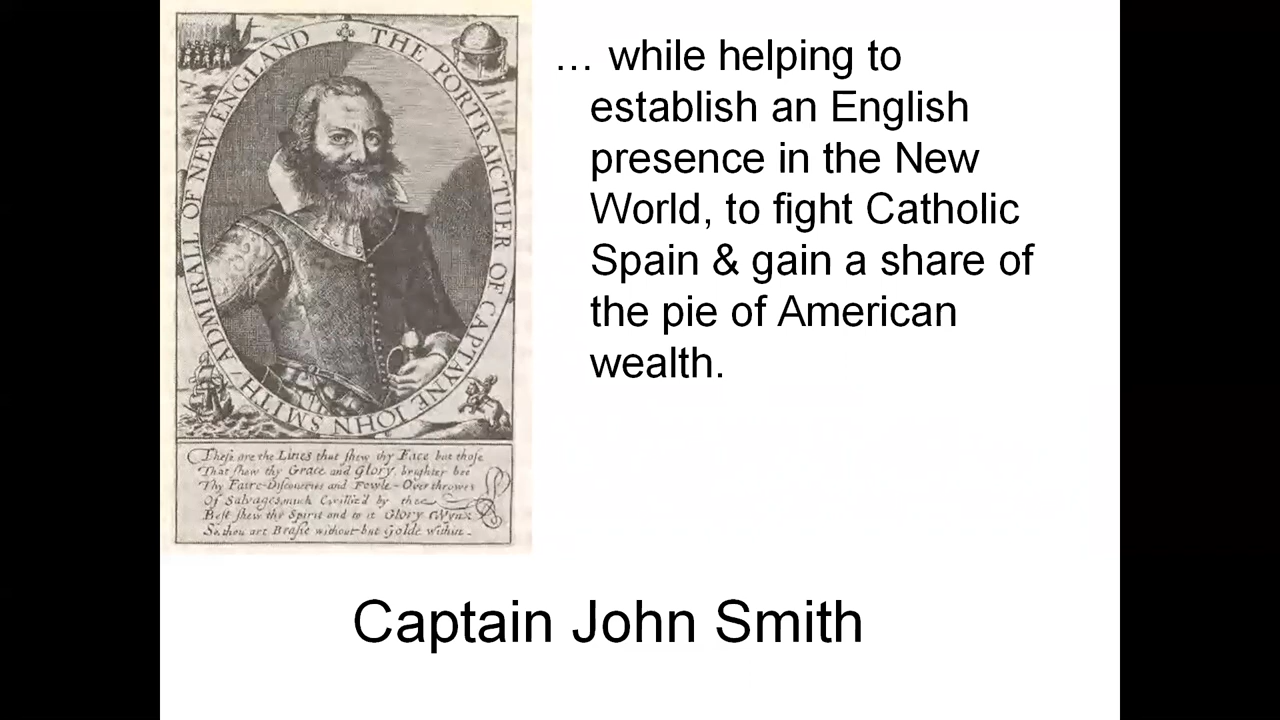 THE PORTRAICTUER OF CAPTAYNE JOHN SMITH / ADMIRALL OF NEW ENGLAND
These are the Lines that shew thy Face but those
That shew thy Grace and Glory, brighter bee
Thy Faire-Discoueries and Fowle-Overthrowes
Of Salvages, much Civilliz'd by thee
Best shew thy Spirit and to it Glory Wyn
So, thou art Brasse without but Golde within
… while helping to
establish an English
presence in the New
World, to fight Catholic
Spain & gain a share of
the pie of American
wealth.
Captain John Smith